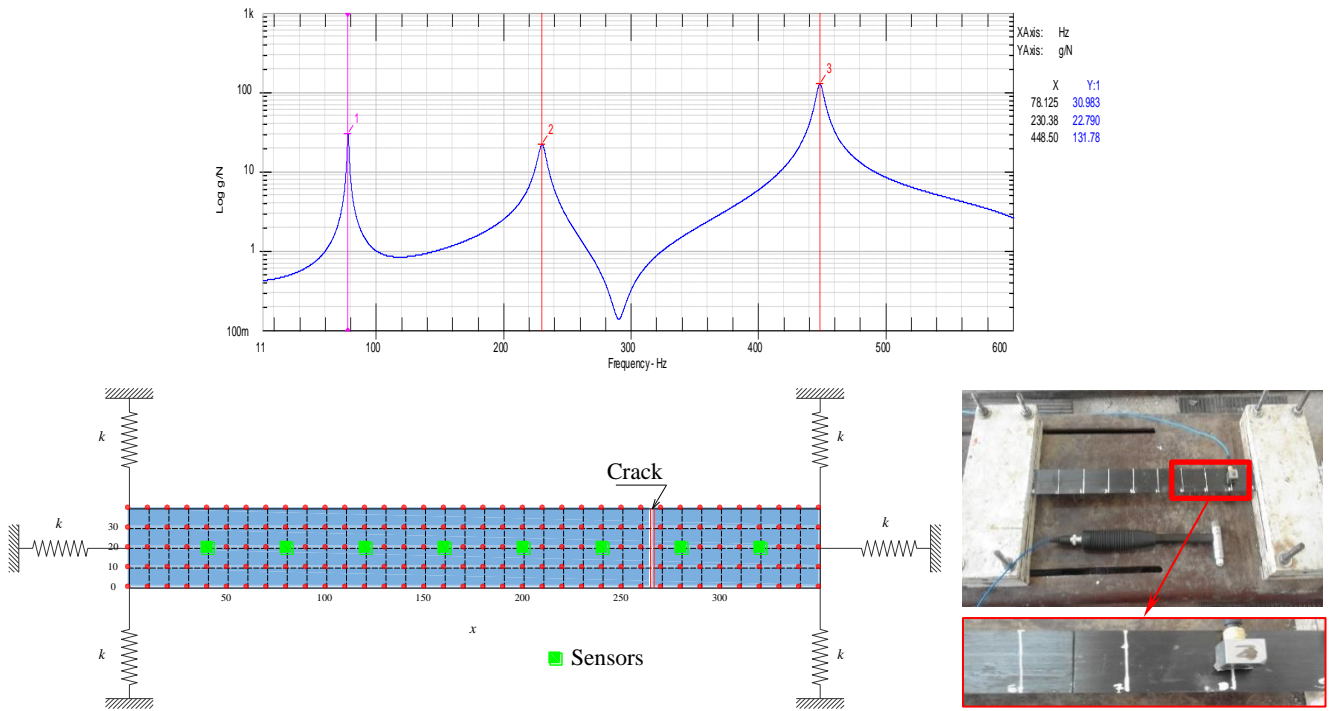 1k
100
10
1
100m
Log g/N
1
2
3
11
100
200
300
400
500
600
Frequency - Hz
XAxis: Hz
YAxis: g/N
X Y:1
78.125 30.983
230.38 22.790
448.50 131.78
k
k
Crack
k
k
30
20
10
0
50
100
150
200
250
300
x
k
k
Sensors